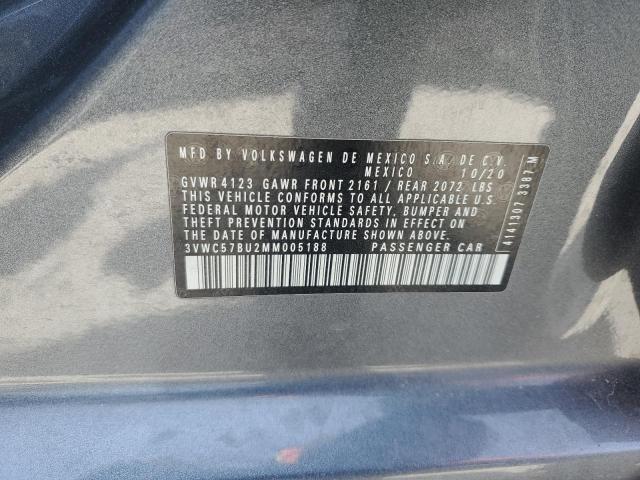 MFD BY VOLKSWAGEN DE MEXICO S.A. DE C.V.
MEXICO 10/20
GVWR 4123 GAWR FRONT 2161 / REAR 2072 LBS
THIS VEHICLE CONFORMS TO ALL APPLICABLE U.S.
FEDERAL MOTOR VEHICLE SAFETY, BUMPER AND
THEFT PREVENTION STANDARDS IN EFFECT ON
THE DATE OF MANUFACTURE SHOWN ABOVE.
3VWC57BU2MM005188 PASSENGER CAR
4141307 3387 M